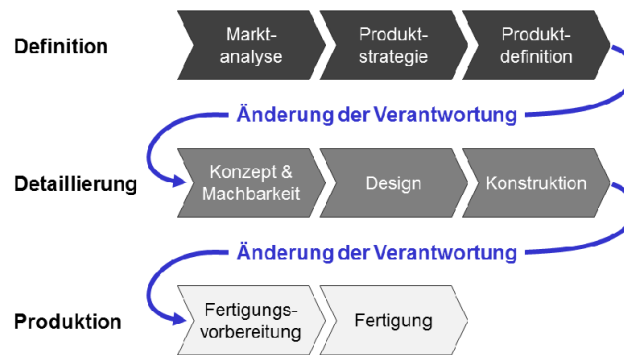 Definition
Markt-
analyse
Produkt-
strategie
Produkt-
definition
Änderung der Verantwortung
Detaillierung
Konzept &
Machbarkeit
Design
Konstruktion
Änderung der Verantwortung
Produktion
Fertigungs-
vorbereitung
Fertigung